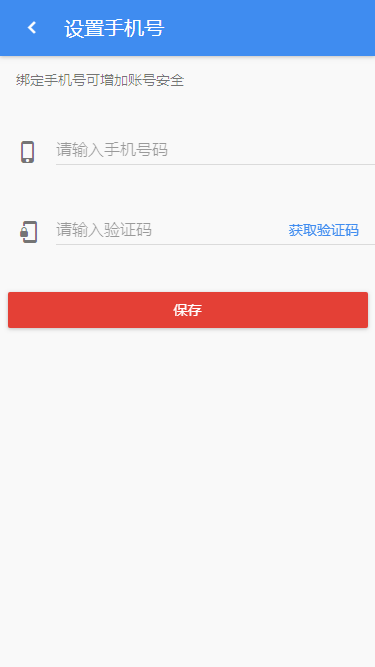 设置手机号
绑定手机号可增加账号安全
请输入手机号码
请输入验证码 获取验证码
保存